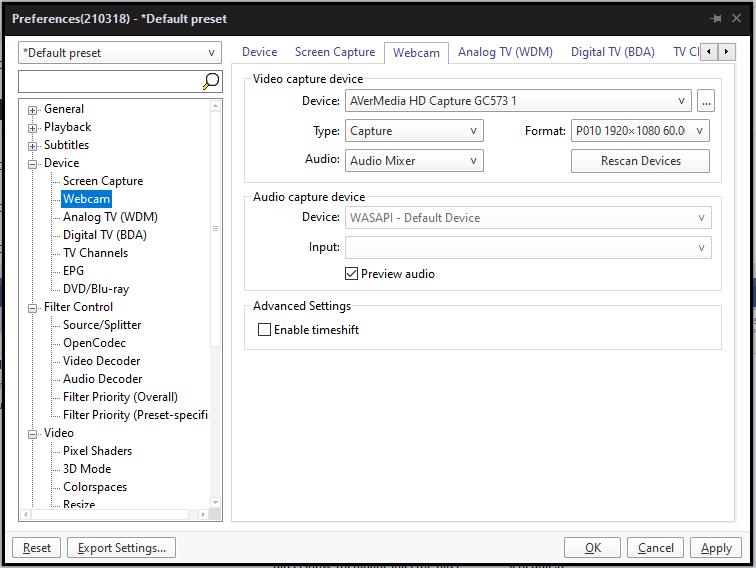 Preferences(210318) - *Default preset
*Default preset
General
Playback
Subtitles
Device
Screen Capture
Webcam
Analog TV (WDM)
Digital TV (BDA)
TV Channels
EPG
DVD/Blu-ray
Filter Control
Source/Splitter
OpenCodec
Video Decoder
Audio Decoder
Filter Priority (Overall)
Filter Priority (Preset-specifi
Video
Pixel Shaders
3D Mode
Colorspaces
Resize
Device Screen Capture Webcam Analog TV (WDM) Digital TV (BDA) TV Cl
Video capture device
Device: AVerMedia HD Capture GC573 1 ...
Type: Capture Format: P010 1920×1080 60.0
Audio: Audio Mixer Rescan Devices
Audio capture device
Device: WASAPI - Default Device
Input:
Preview audio
Advanced Settings
Enable timeshift
Reset Export Settings... OK Cancel Apply